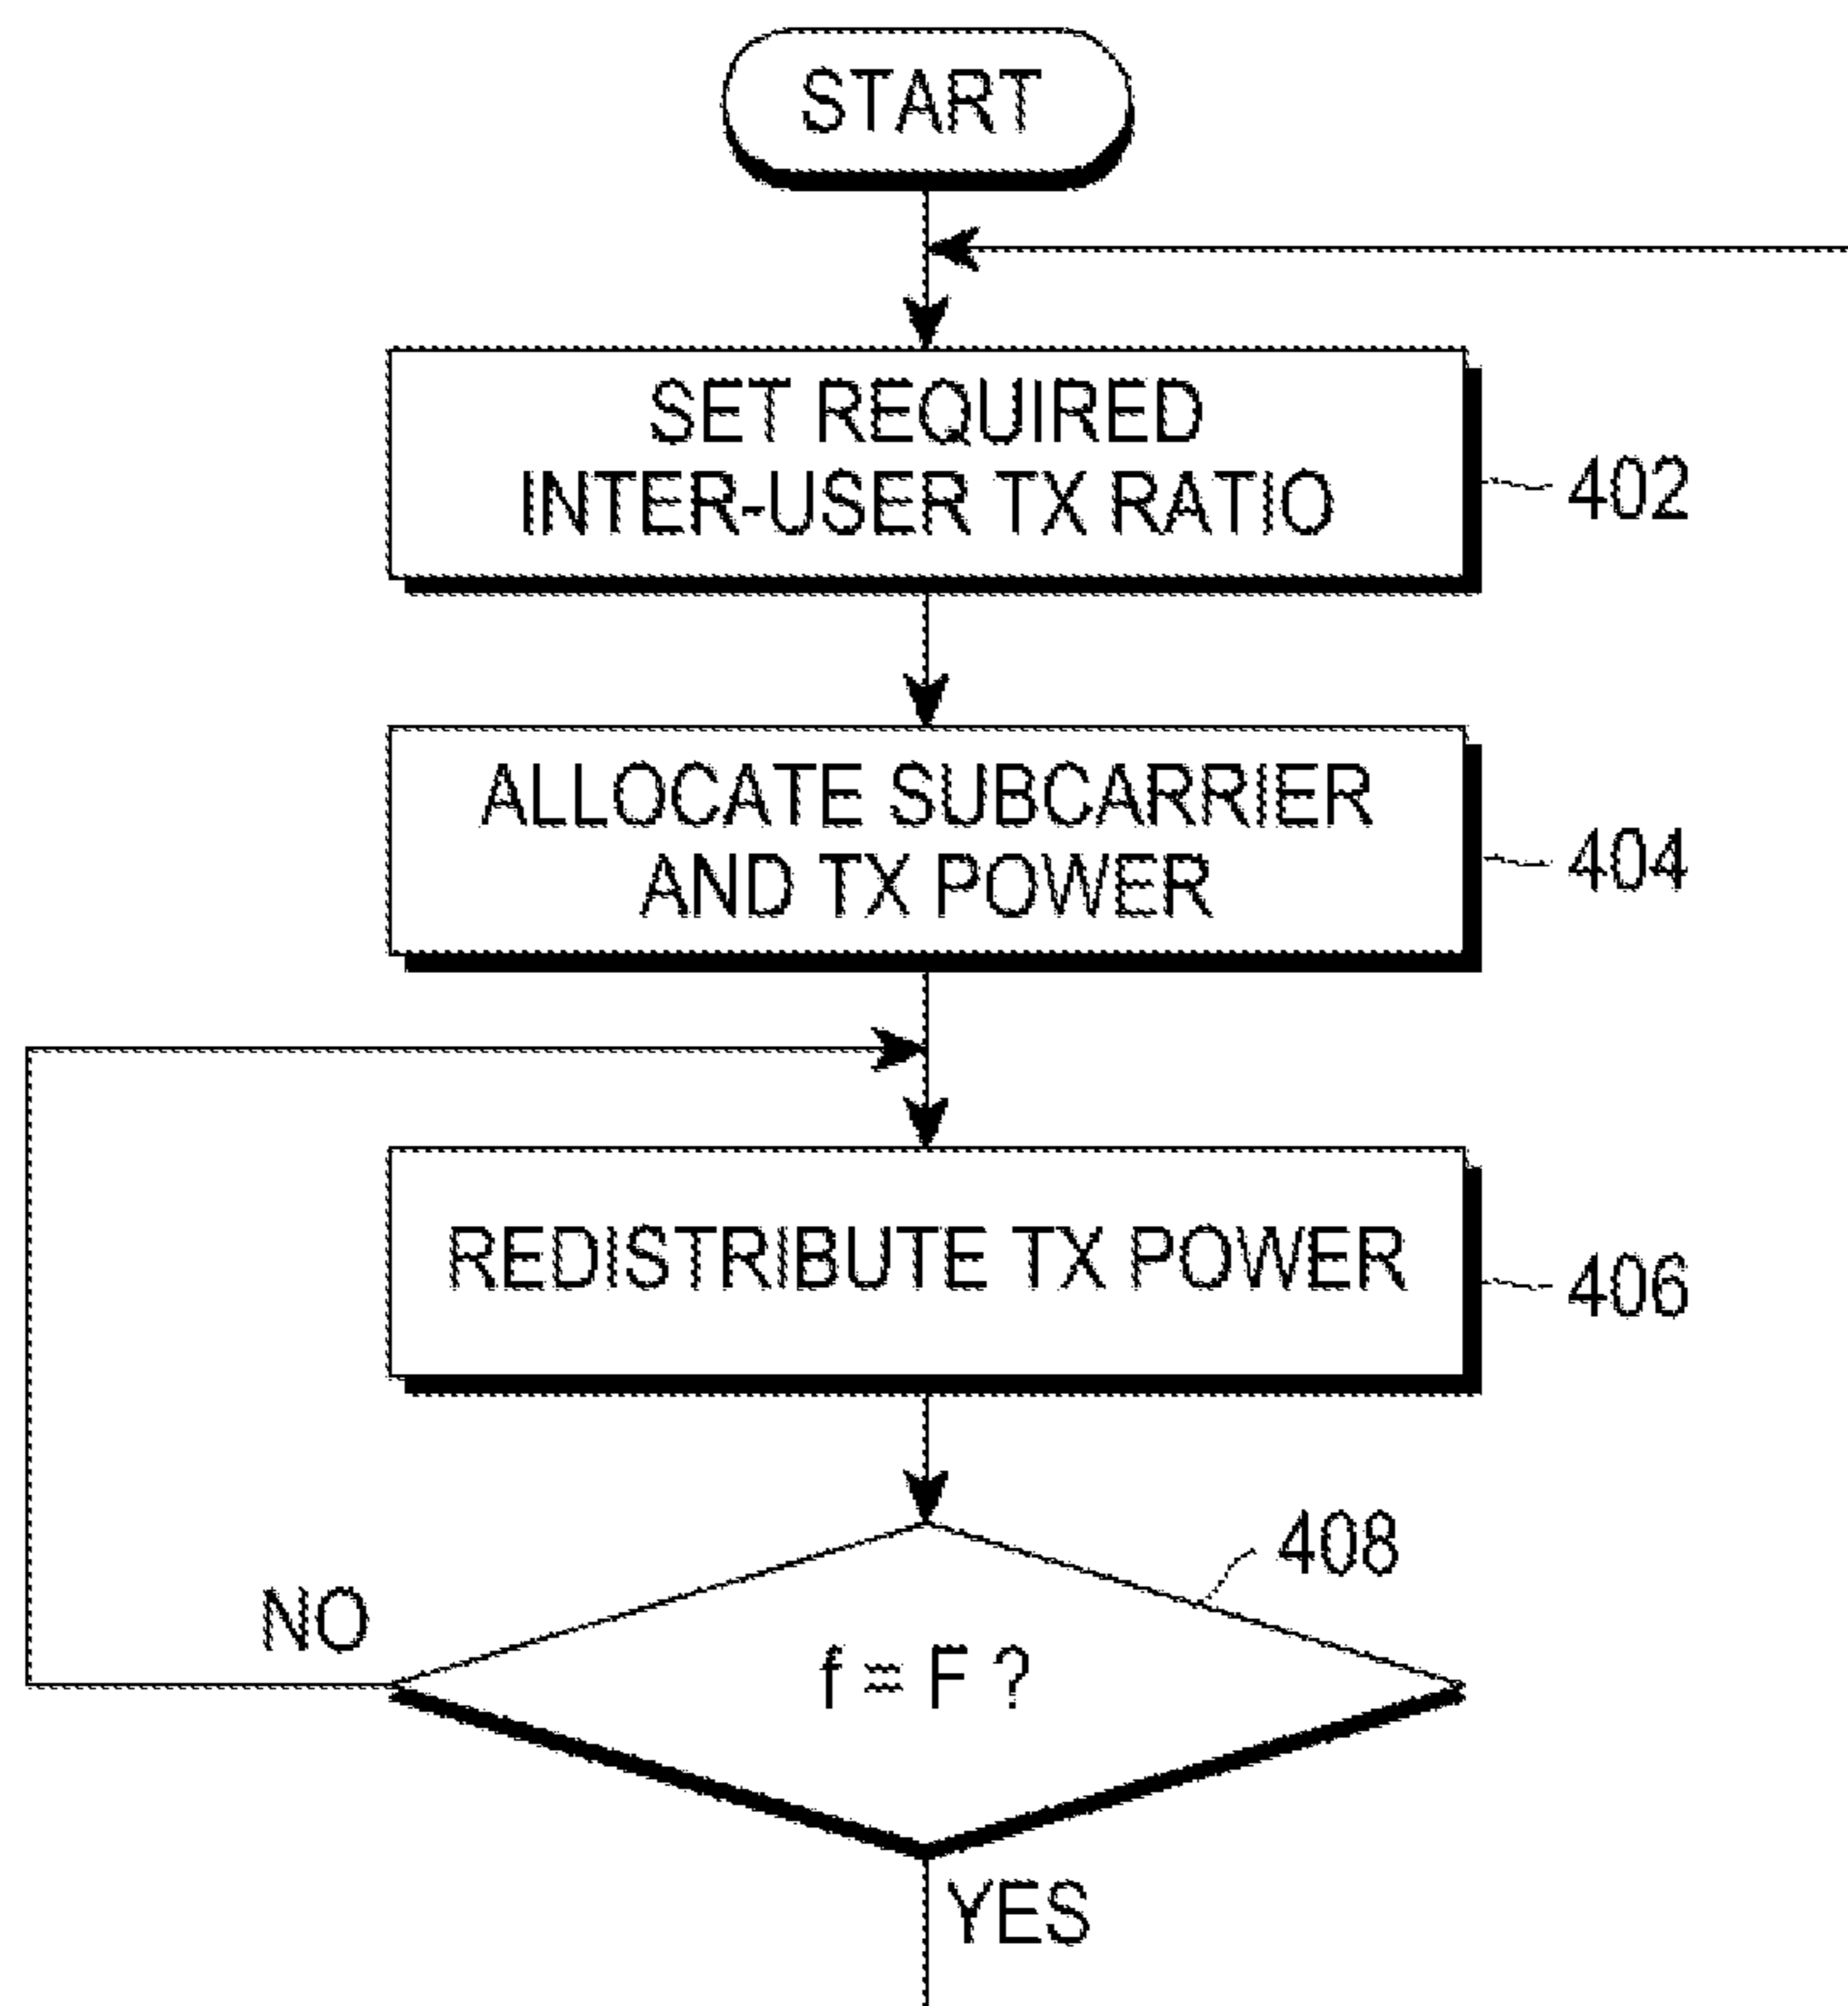 START
SET REQUIRED
INTER-USER TX RATIO
402
ALLOCATE SUBCARRIER
AND TX POWER
404
REDISTRIBUTE TX POWER
406
408
NO
f = F ?
YES